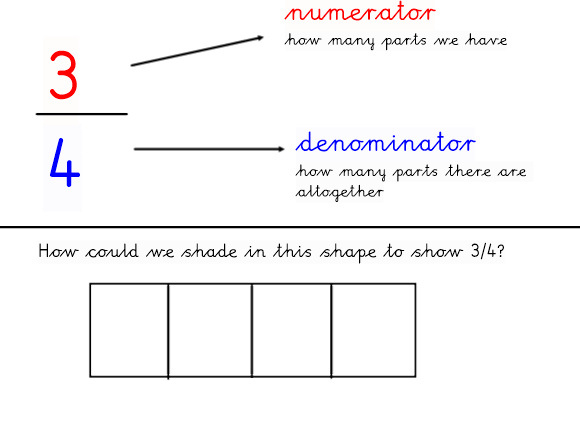 numerator
how many parts we have
3
4
denominator
how many parts there are
altogether
How could we shade in this shape to show 3/4?